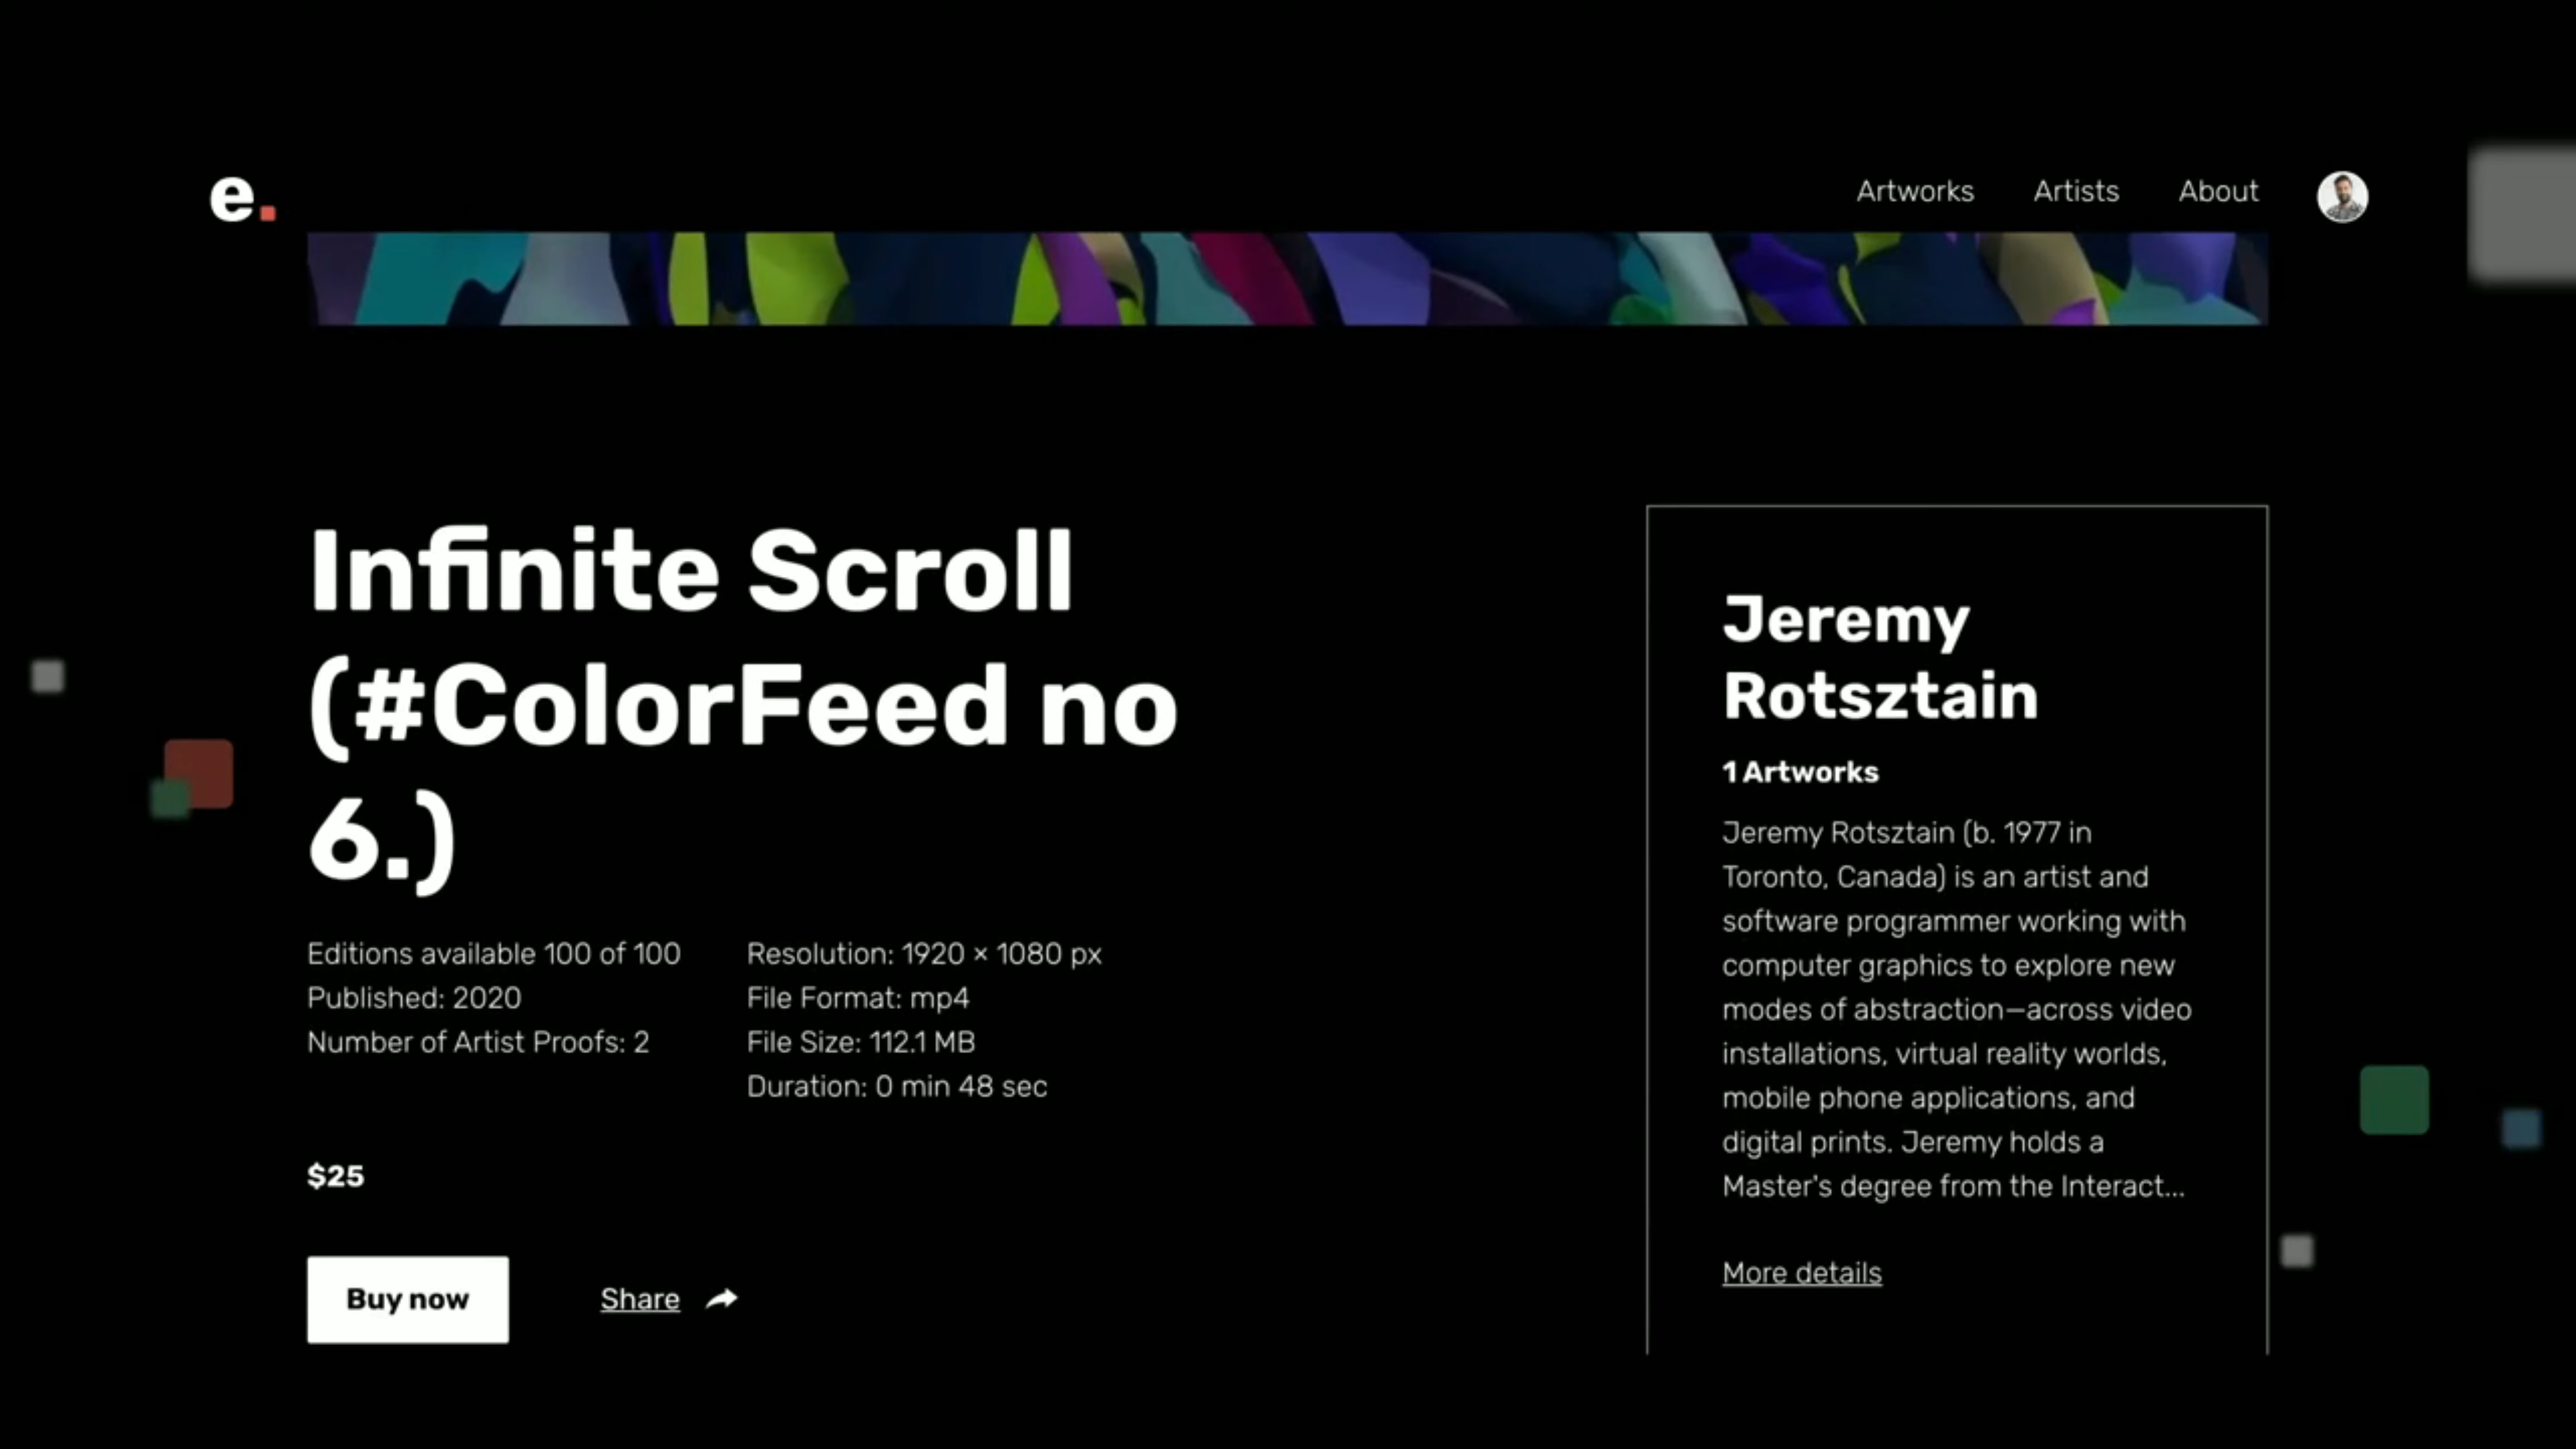 e.
Artworks Artists About
Infinite Scroll
(#ColorFeed no
6.)
Editions available 100 of 100
Published: 2020
Number of Artist Proofs: 2
Resolution: 1920 × 1080 px
File Format: mp4
File Size: 112.1 MB
Duration: 0 min 48 sec
$25
Buy now
Share
Jeremy
Rotsztain
1 Artworks
Jeremy Rotsztain (b. 1977 in
Toronto, Canada) is an artist and
software programmer working with
computer graphics to explore new
modes of abstraction—across video
installations, virtual reality worlds,
mobile phone applications, and
digital prints. Jeremy holds a
Master's degree from the Interact...
More details